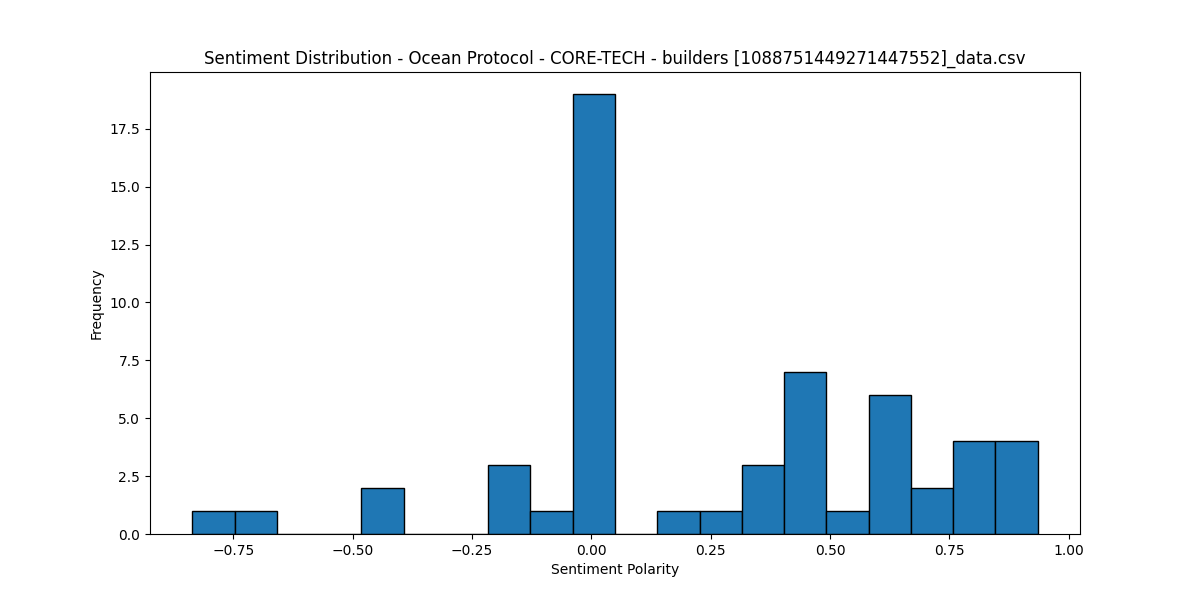 Sentiment Distribution - Ocean Protocol - CORE-TECH - builders [1088751449271447552]_data.csv
17.5
15.0
12.5
10.0
7.5
5.0
2.5
0.0
Frequency
−0.75 −0.50 −0.25 0.00 0.25 0.50 0.75 1.00
Sentiment Polarity